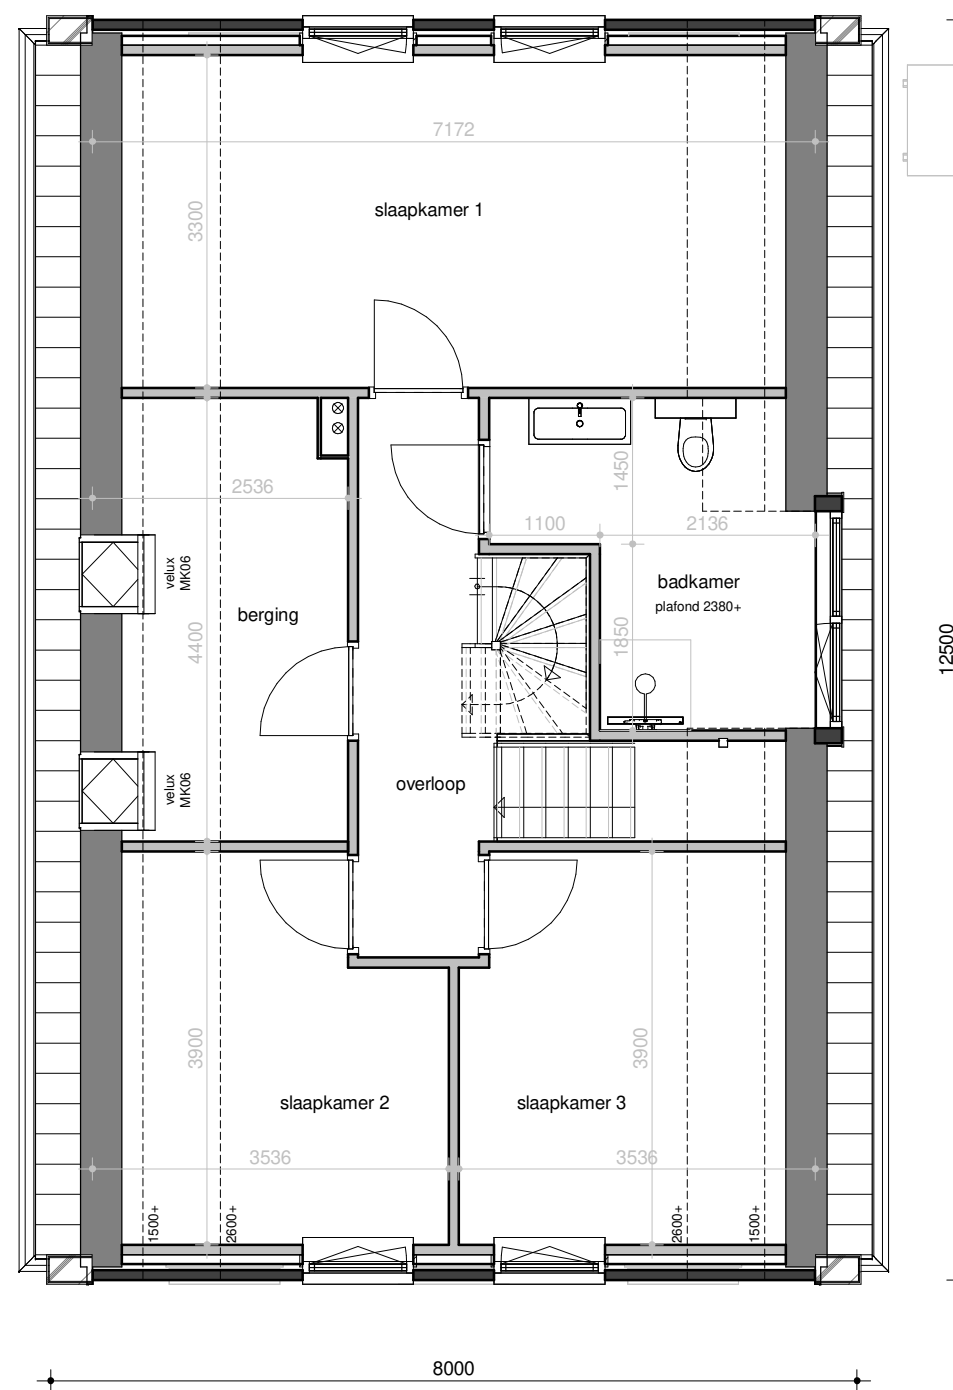 7172
3300
slaapkamer 1
2536
1450
1100
2136
velux
MK06
badkamer
plafond 2380+
berging
4400
1850
12500
velux
MK06
overloop
3900
3900
slaapkamer 2
slaapkamer 3
3536
3536
1500+
2600+
2600+
1500+
8000